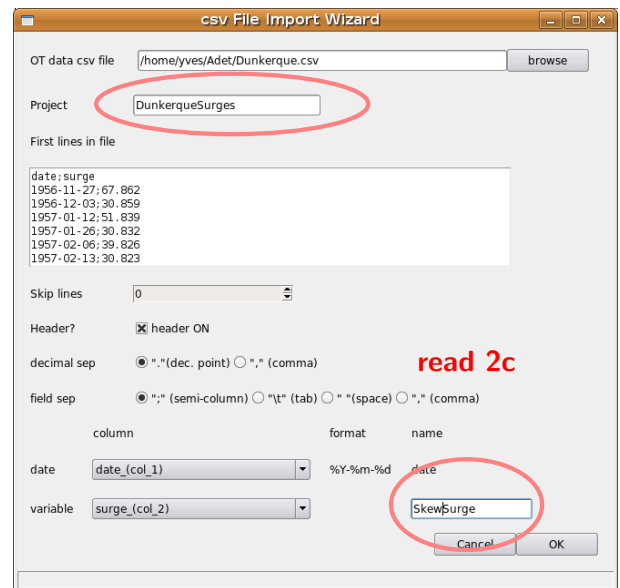 csv File Import Wizard
OT data csv file /home/yves/Adet/Dunkerque.csv browse
Project DunkerqueSurges
First lines in file
date;surge
1956-11-27;67.862
1956-12-03;30.859
1957-01-12;51.839
1957-01-26;30.832
1957-02-06;39.826
1957-02-13;30.823
Skip lines 0
Header? header ON
decimal sep "."(dec. point) "," (comma)
read 2c
field sep ";" (semi-column) "\t" (tab) " "(space) "," (comma)
column format name
date date_(col_1) %Y-%m-%d date
variable surge_(col_2) SkewSurge
Cancel OK